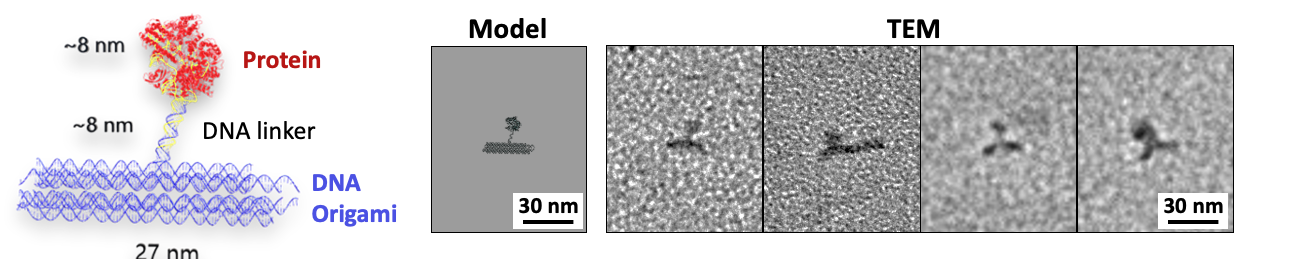 ~8 nm
Protein
~8 nm
DNA linker
DNA
Origami
27 nm
Model
30 nm
TEM
30 nm